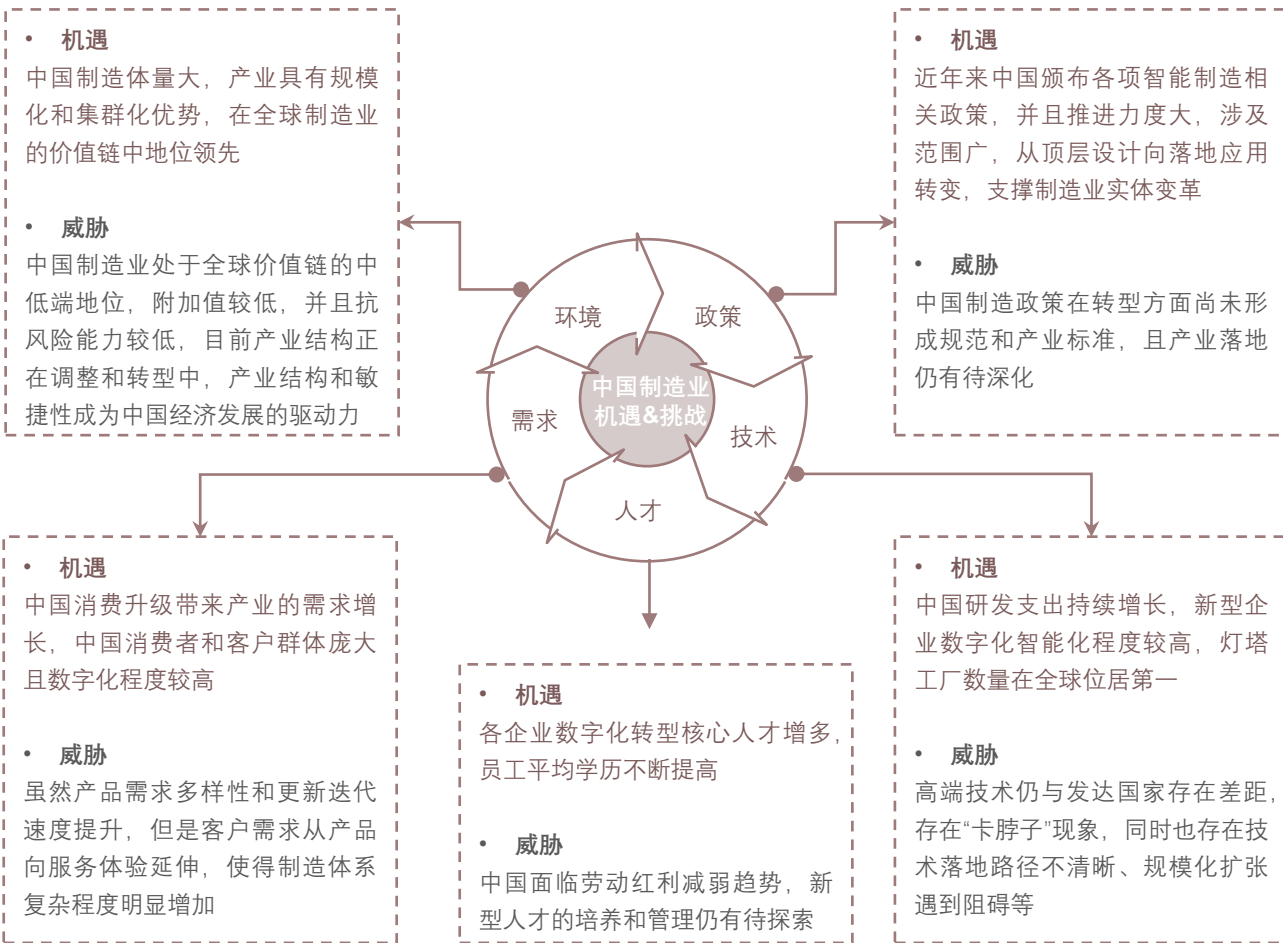 • 机遇
中国制造体量大，产业具有规模
化和集群化优势，在全球制造业
的价值链中地位领先
• 威胁
中国制造业处于全球价值链的中
低端地位，附加值较低，并且抗
风险能力较低，目前产业结构正
在调整和转型中，产业结构和敏
捷性成为中国经济发展的驱动力
• 机遇
近年来中国颁布各项智能制造相
关政策，并且推进力度大，涉及
范围广，从顶层设计向落地应用
转变，支撑制造业实体变革
• 威胁
中国制造政策在转型方面尚未形
成规范和产业标准，且产业落地
仍有待深化
环境
政策
中国制造业
机遇&挑战
需求
技术
人才
• 机遇
中国消费升级带来产业的需求增
长，中国消费者和客户群体庞大
且数字化程度较高
• 威胁
虽然产品需求多样性和更新迭代
速度提升，但是客户需求从产品
向服务体验延伸，使得制造体系
复杂程度明显增加
• 机遇
各企业数字化转型核心人才增多，
员工平均学历不断提高
• 威胁
中国面临劳动红利减弱趋势，新
型人才的培养和管理仍有待探索
• 机遇
中国研发支出持续增长，新型企
业数字化智能化程度较高，灯塔
工厂数量在全球位居第一
• 威胁
高端技术仍与发达国家存在差距，
存在“卡脖子”现象，同时也存在技
术落地路径不清晰、规模化扩张
遇到阻碍等